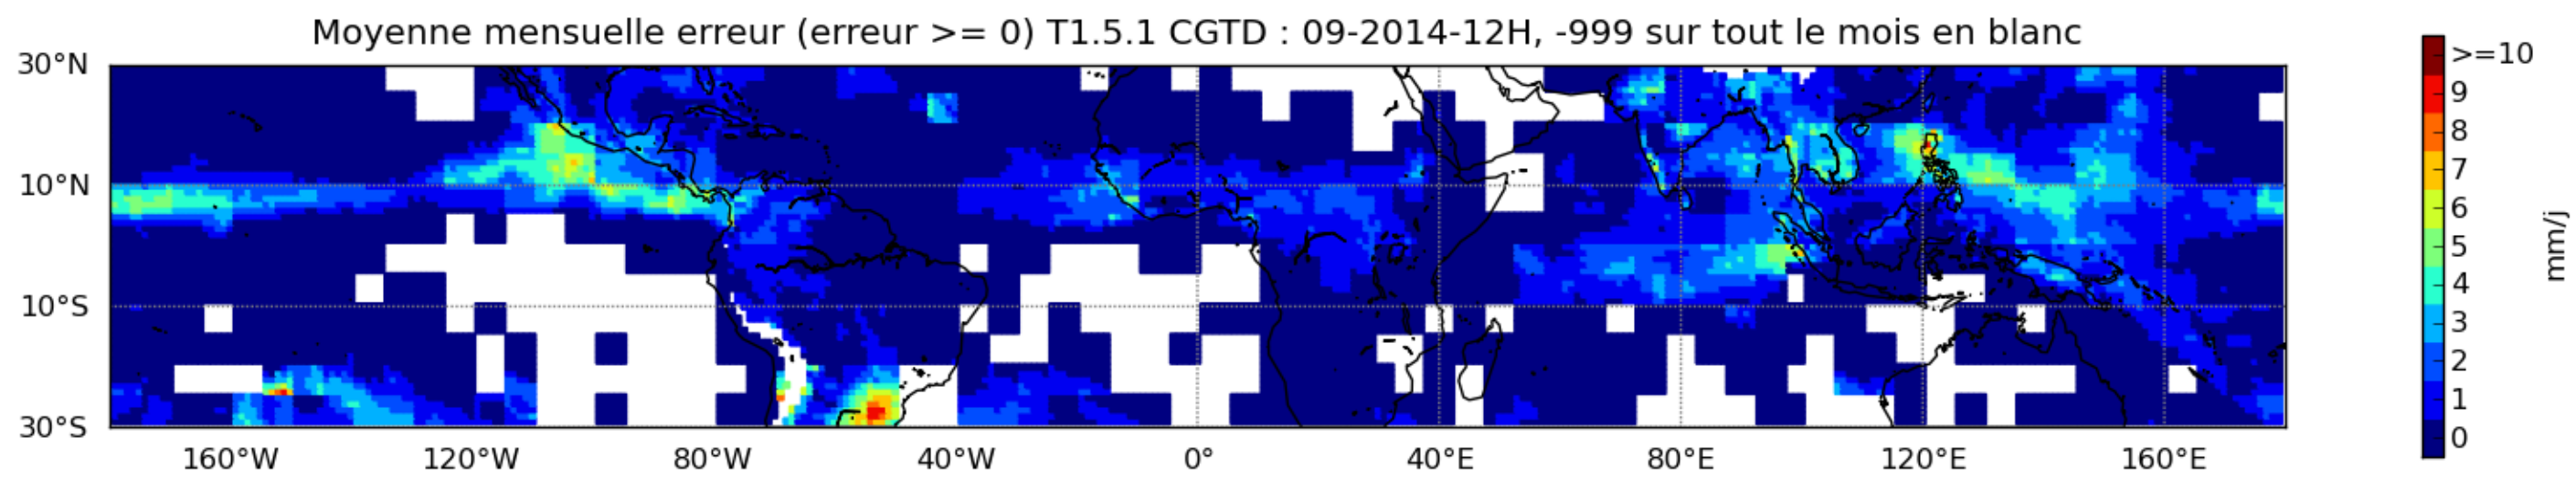 Moyenne mensuelle erreur (erreur >= 0) T1.5.1 CGTD : 09-2014-12H, -999 sur tout le mois en blanc
30°N
10°N
10°S
30°S
160°W 120°W 80°W 40°W 0° 40°E 80°E 120°E 160°E
>=10
9
8
7
6
5
4
3
2
1
0
mm/j